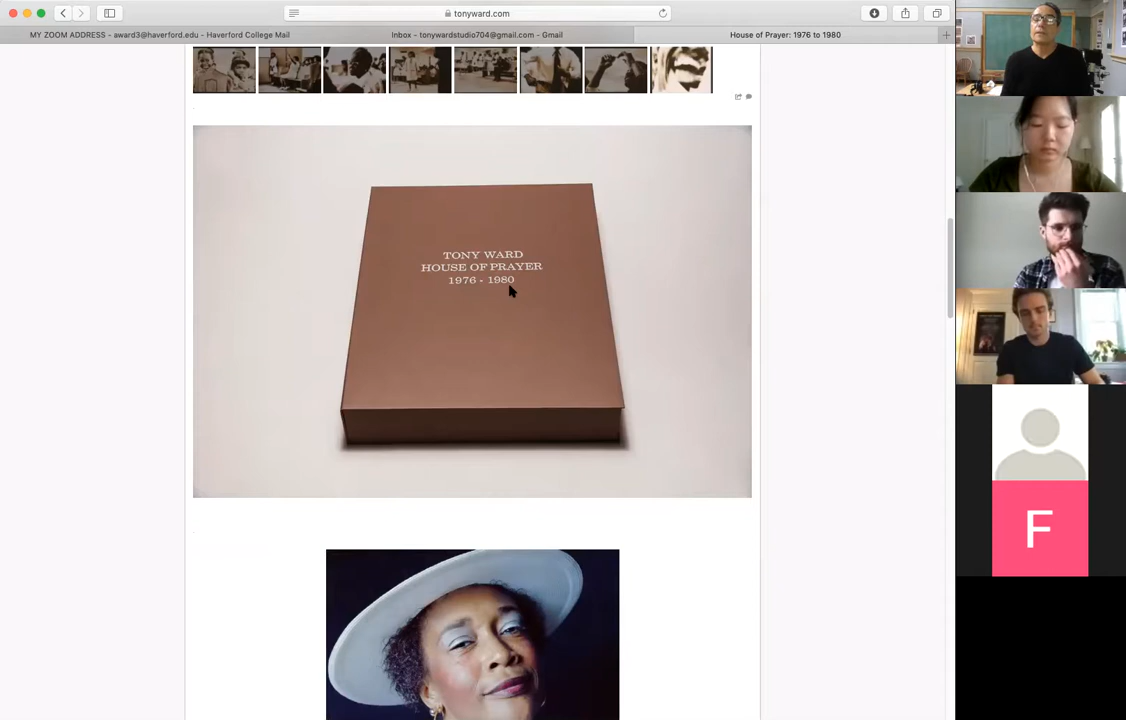 tonyward.com
MY ZOOM ADDRESS - award3@haverford.edu - Haverford College Mail
Inbox - tonywardstudio704@gmail.com - Gmail
House of Prayer: 1976 to 1980
TONY WARD
HOUSE OF PRAYER
1976 - 1980
F